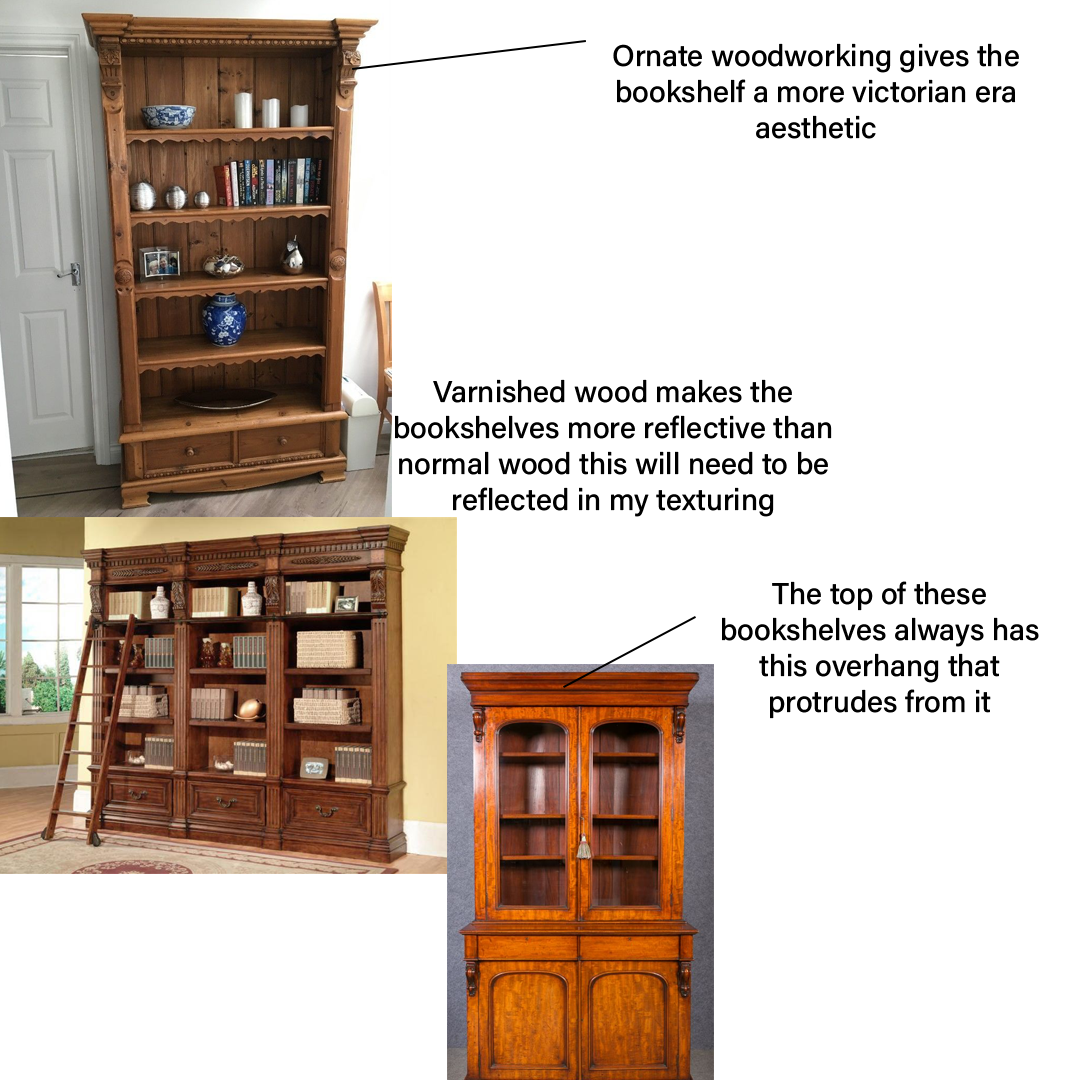 Ornate woodworking gives the
bookshelf a more victorian era
aesthetic
Varnished wood makes the
bookshelves more reflective than
normal wood this will need to be
reflected in my texturing
The top of these
bookshelves always has
this overhang that
protrudes from it